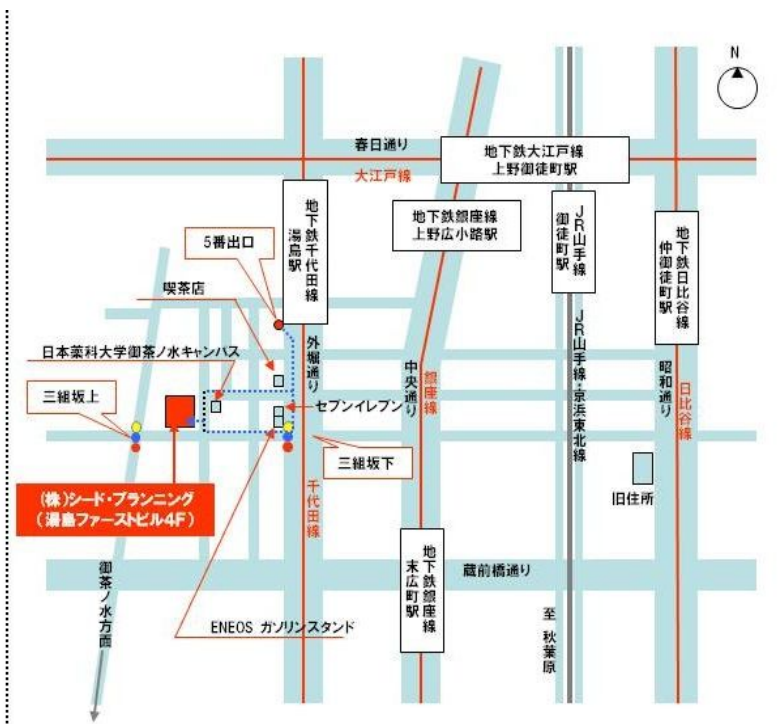 N
春日通り
大江戸線
地下鉄大江戸線
上野御徒町駅
地下鉄千代田線
湯島駅
地下鉄銀座線
上野広小路駅
JR山手線
御徒町駅
地下鉄日比谷線
仲御徒町駅
5番出口
喫茶店
日本薬科大学御茶ノ水キャンパス
三組坂上
外堀通り
セブンイレブン
三組坂下
中央通り
銀座線
JR山手線・京浜東北線
昭和通り
日比谷線
旧住所
(株)シード・プランニング
(湯島ファーストビル4F)
千代田線
地下鉄銀座線
末広町駅
蔵前橋通り
御茶ノ水方面
ENEOS ガソリンスタンド
至 秋葉原